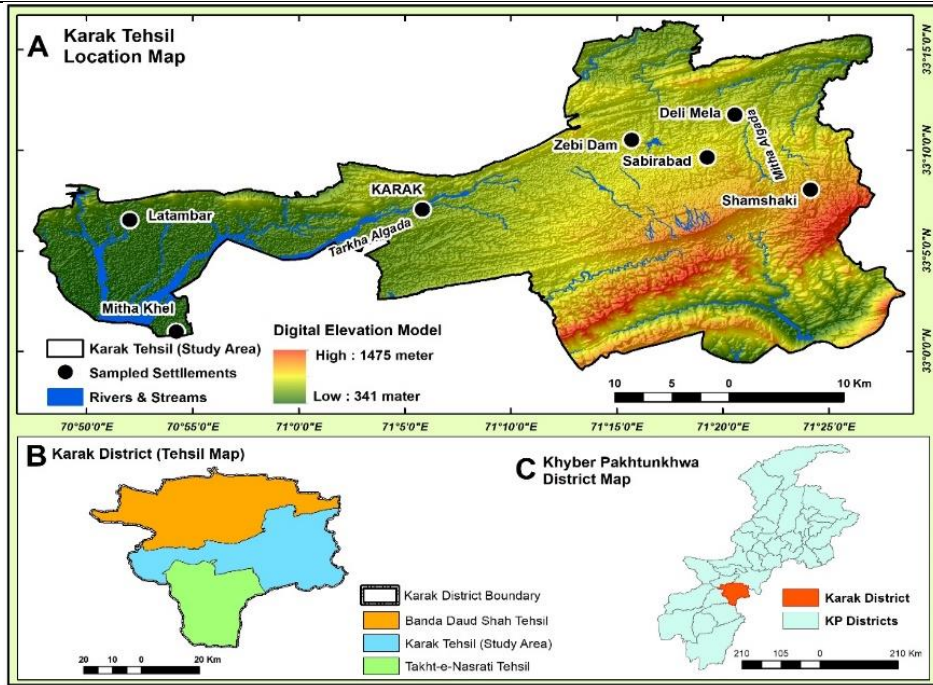 A
Karak Tehsil
Location Map
33°15'0"N
33°10'0"N
33°5'0"N
33°0'0"N
Deli Mela
Zebi Dam
Mitha Algada
Sabirabad
KARAK
Shamshaki
Latambar
Tarkha Algada
Mitha Khel
Karak Tehsil (Study Area)
Sampled Settllements
Rivers & Streams
Digital Elevation Model
High : 1475 meter
Low : 341 mater
10 5 0 10 Km
70°50'0"E 70°55'0"E 71°0'0"E 71°5'0"E 71°10'0"E 71°15'0"E 71°20'0"E 71°25'0"E
B Karak District (Tehsil Map)
Karak District Boundary
Banda Daud Shah Tehsil
Karak Tehsil (Study Area)
Takht-e-Nasrati Tehsil
20 10 0 20 Km
C Khyber Pakhtunkhwa
District Map
Karak District
KP Districts
210 105 0 210 Km